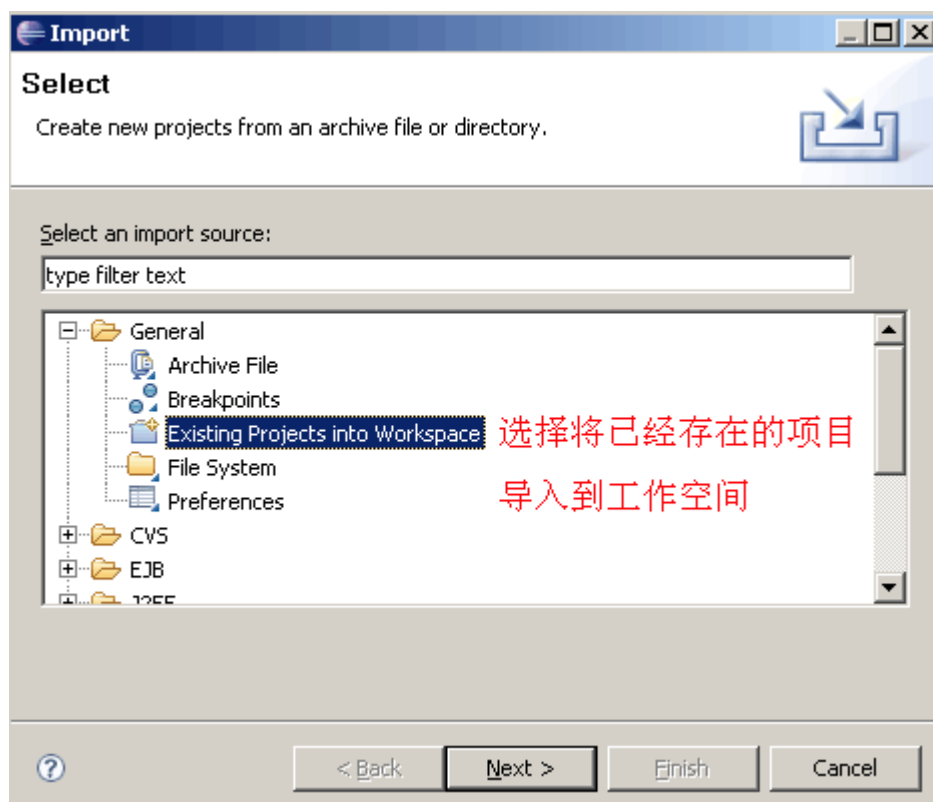 Import
Select
Create new projects from an archive file or directory.
Select an import source:
type filter text
General
Archive File
Breakpoints
Existing Projects into Workspace 选择将已经存在的项目
File System
导入到工作空间
Preferences
CVS
EJB
J2EE
? < Back Next > Finish Cancel